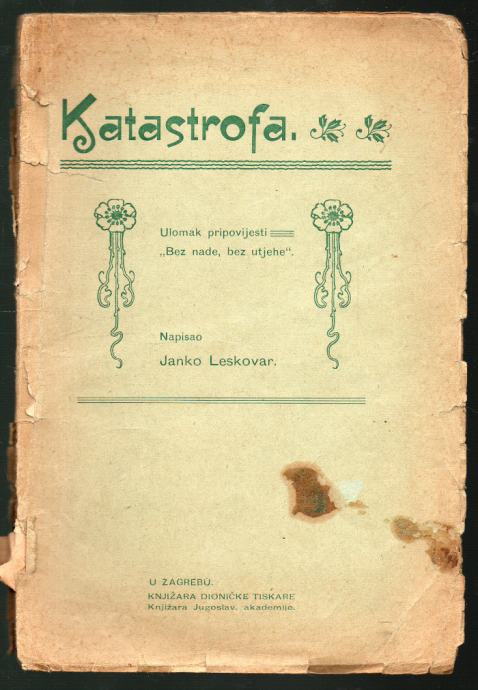 Katastrofa.
Ulomak pripovijesti
„Bez nade, bez utjehe“.
Napisao
Janko Leskovar.
U ZAGREBU.
KNJIŽARA DIONIČKE TISKARE
Knjižara Jugoslav. akademije.